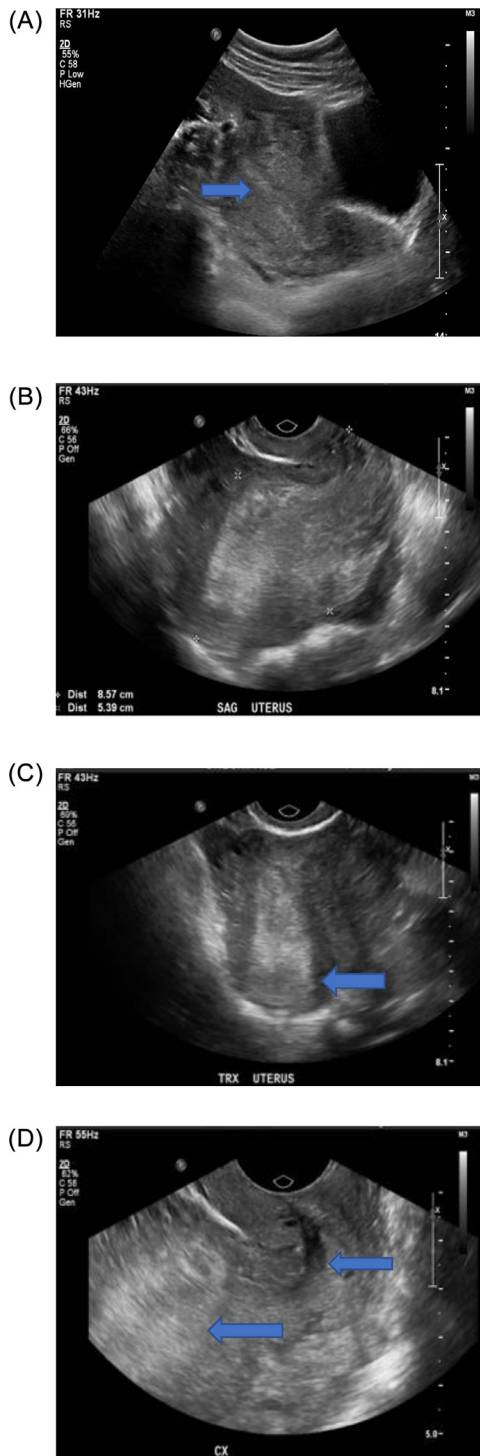 (A)
FR 31Hz
RS
M3
2D
55%
C 58
P Low
HGen
X
(B)
FR 43Hz
RS
M3
2D
66%
C 56
P Off
Gen
X
8.1
Dist 8.57 cm
Dist 5.39 cm
SAG UTERUS
(C)
FR 43Hz
RS
M3
2D
69%
C 56
P Off
Gen
X
8.1
TRX UTERUS
(D)
FR 55Hz
RS
M3
2D
62%
C 56
P Off
Gen
X
5.0
CX